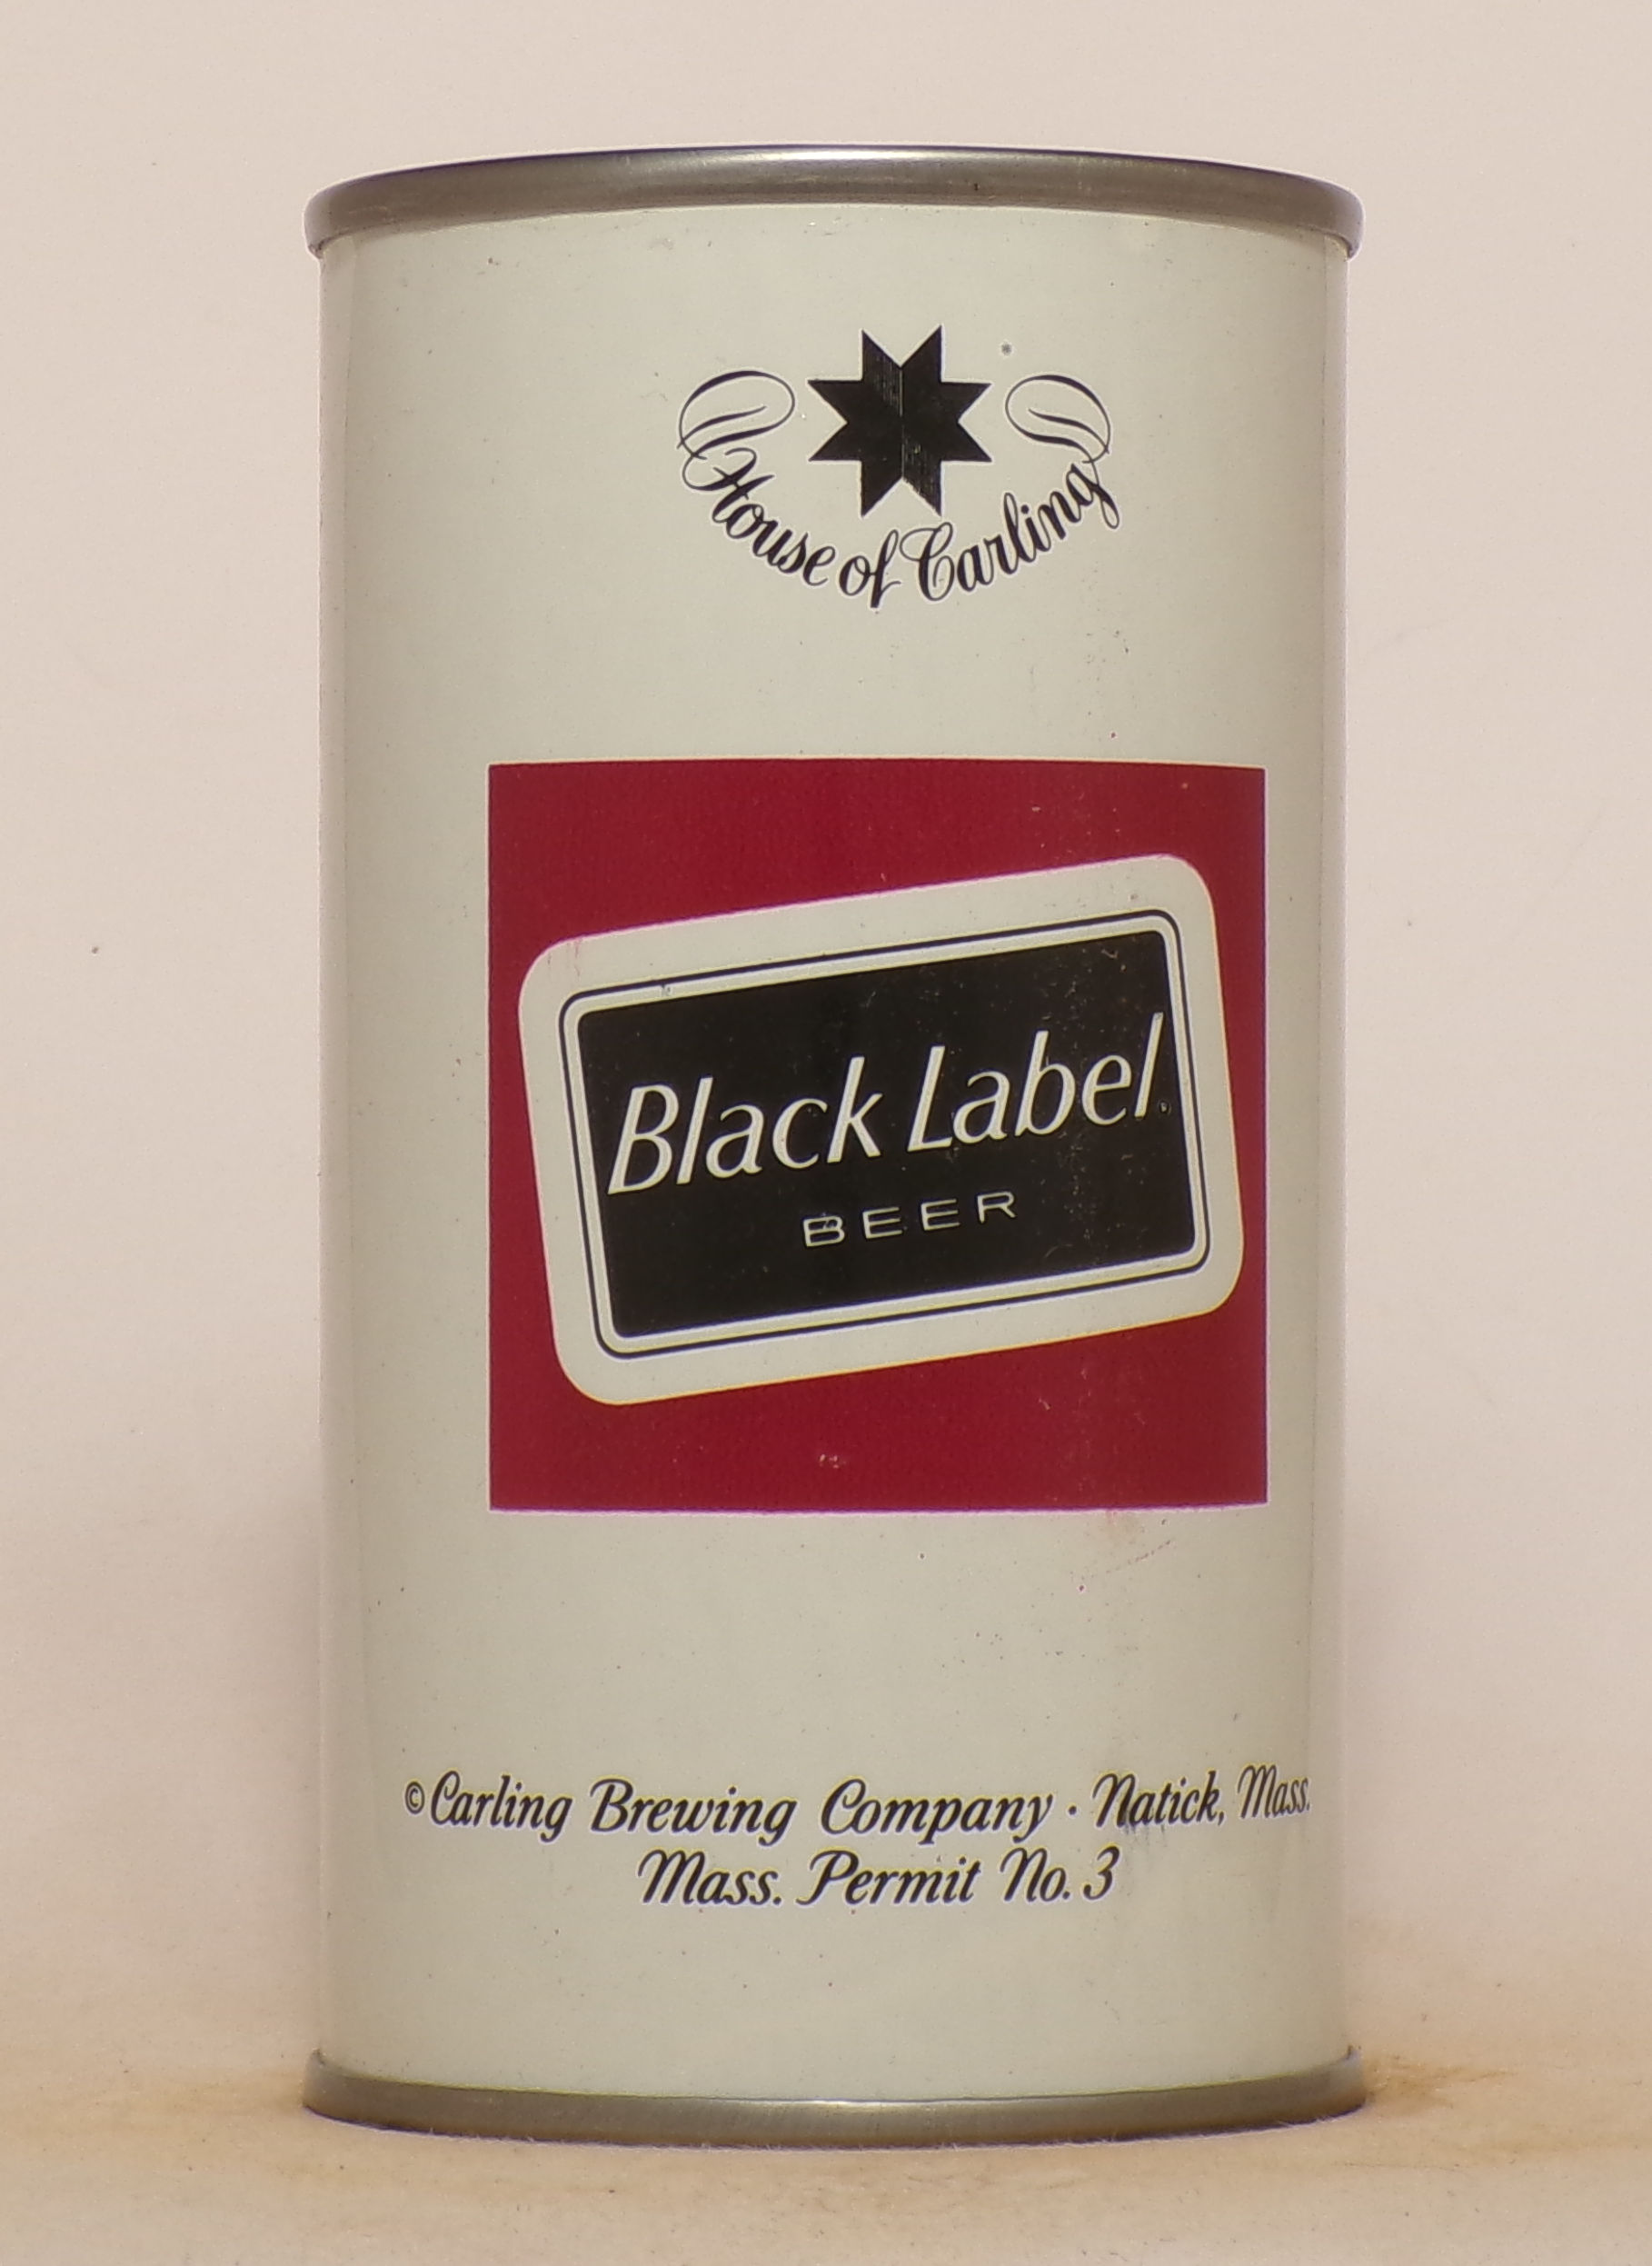 House of Carling
Black Label
BEER
© Carling Brewing Company · Natick, Mass.
Mass. Permit No. 3